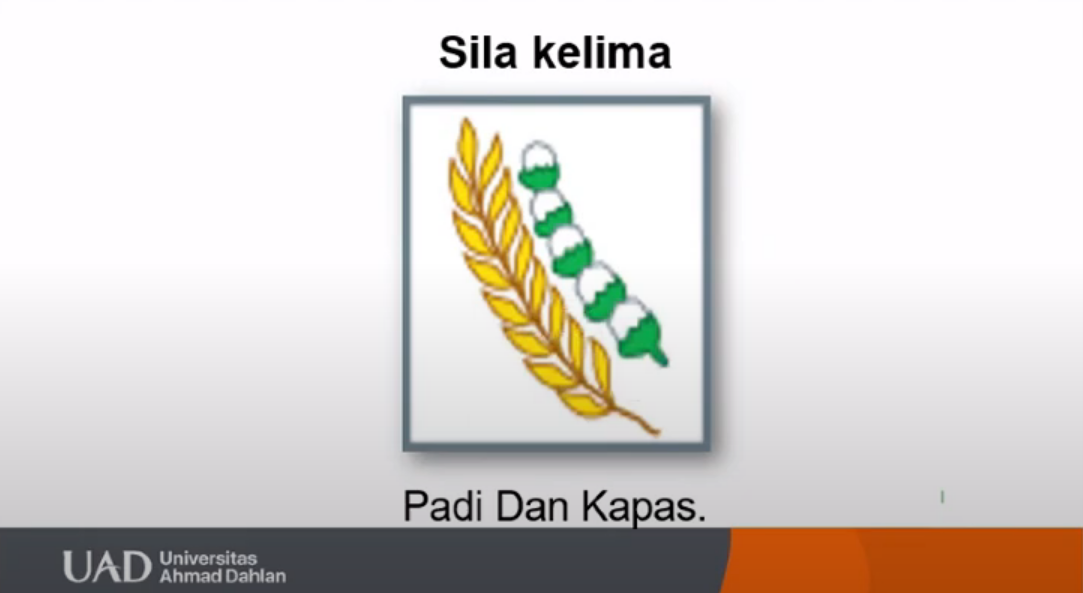 Sila kelima
Padi Dan Kapas.
UAD Universitas
Ahmad Dahlan